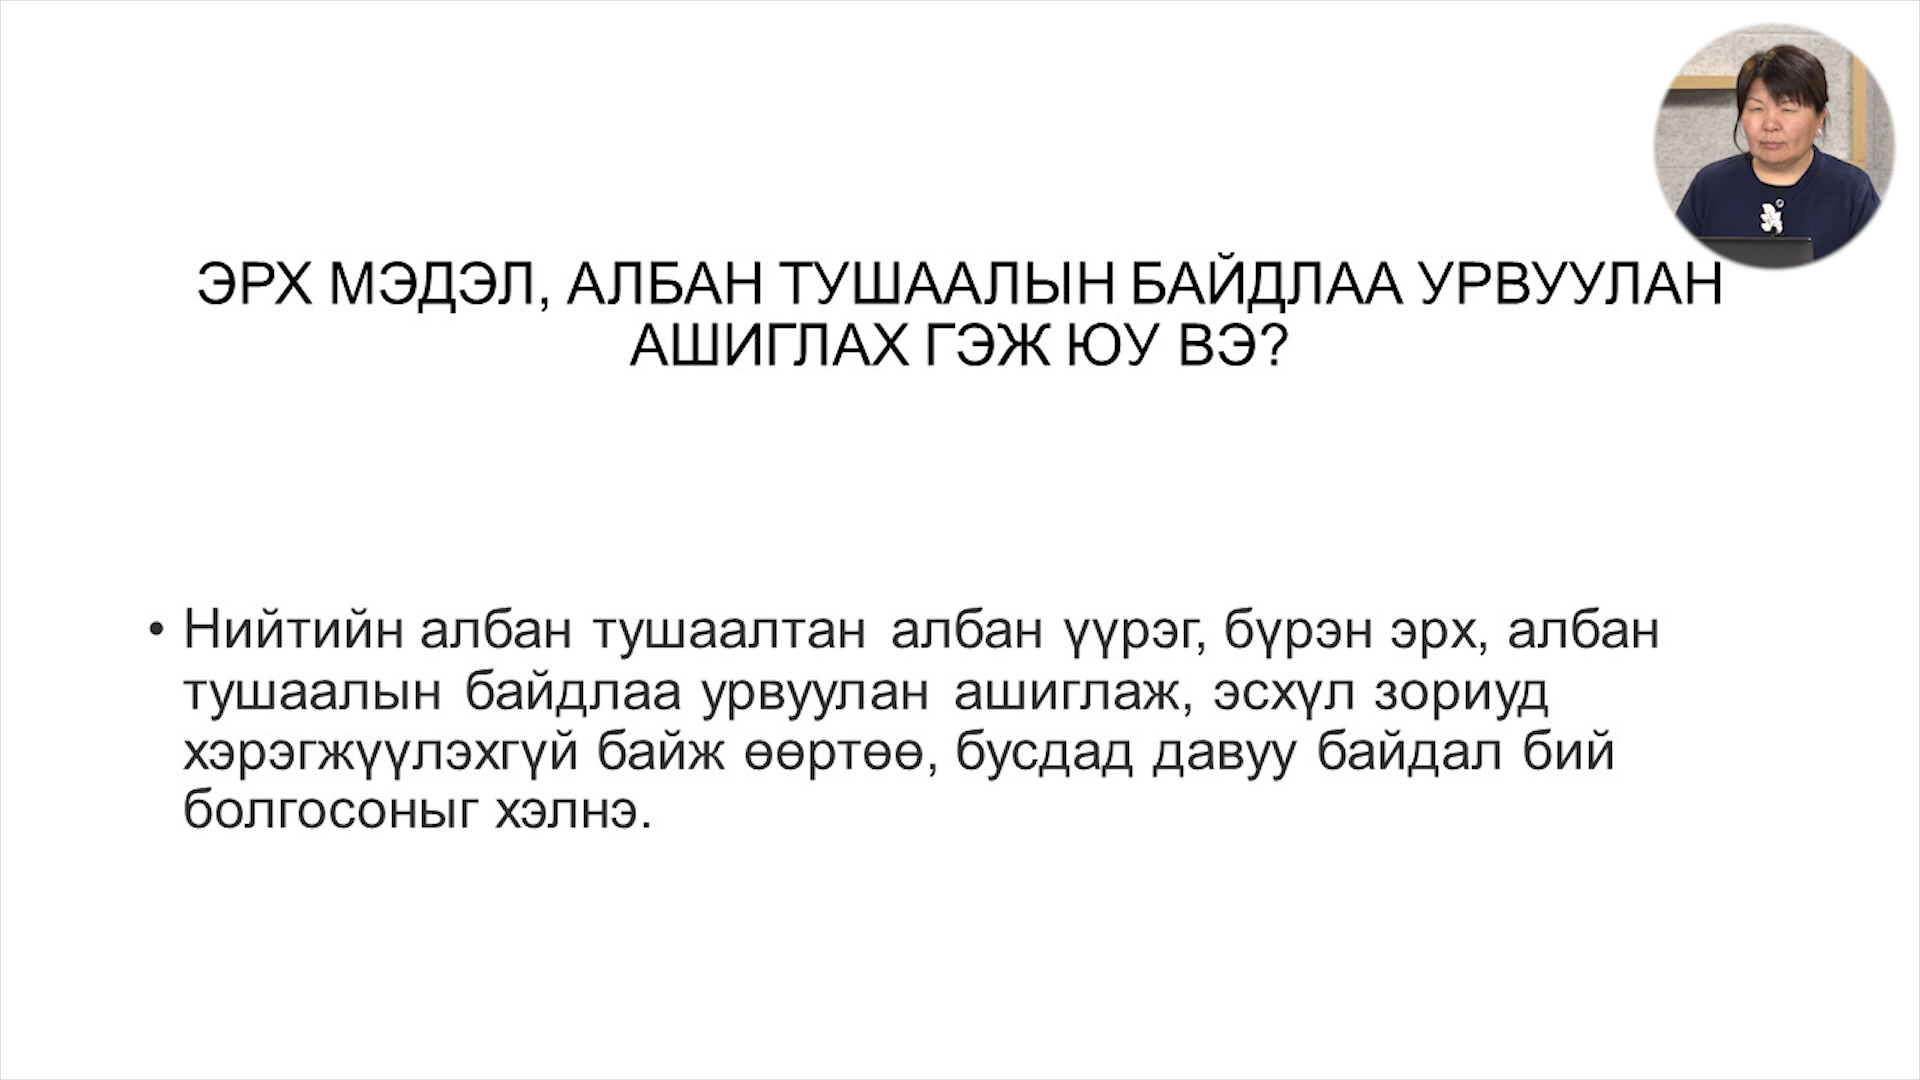 ЭРХ МЭДЭЛ, АЛБАН ТУШААЛЫН БАЙДЛАА УРВУУЛАН
АШИГЛАХ ГЭЖ ЮУ ВЭ?
• Нийтийн албан тушаалтан албан үүрэг, бүрэн эрх, албан
тушаалын байдлаа урвуулан ашиглаж, эсхүл зориуд
хэрэгжүүлэхгүй байж өөртөө, бусдад давуу байдал бий
болгосоныг хэлнэ.